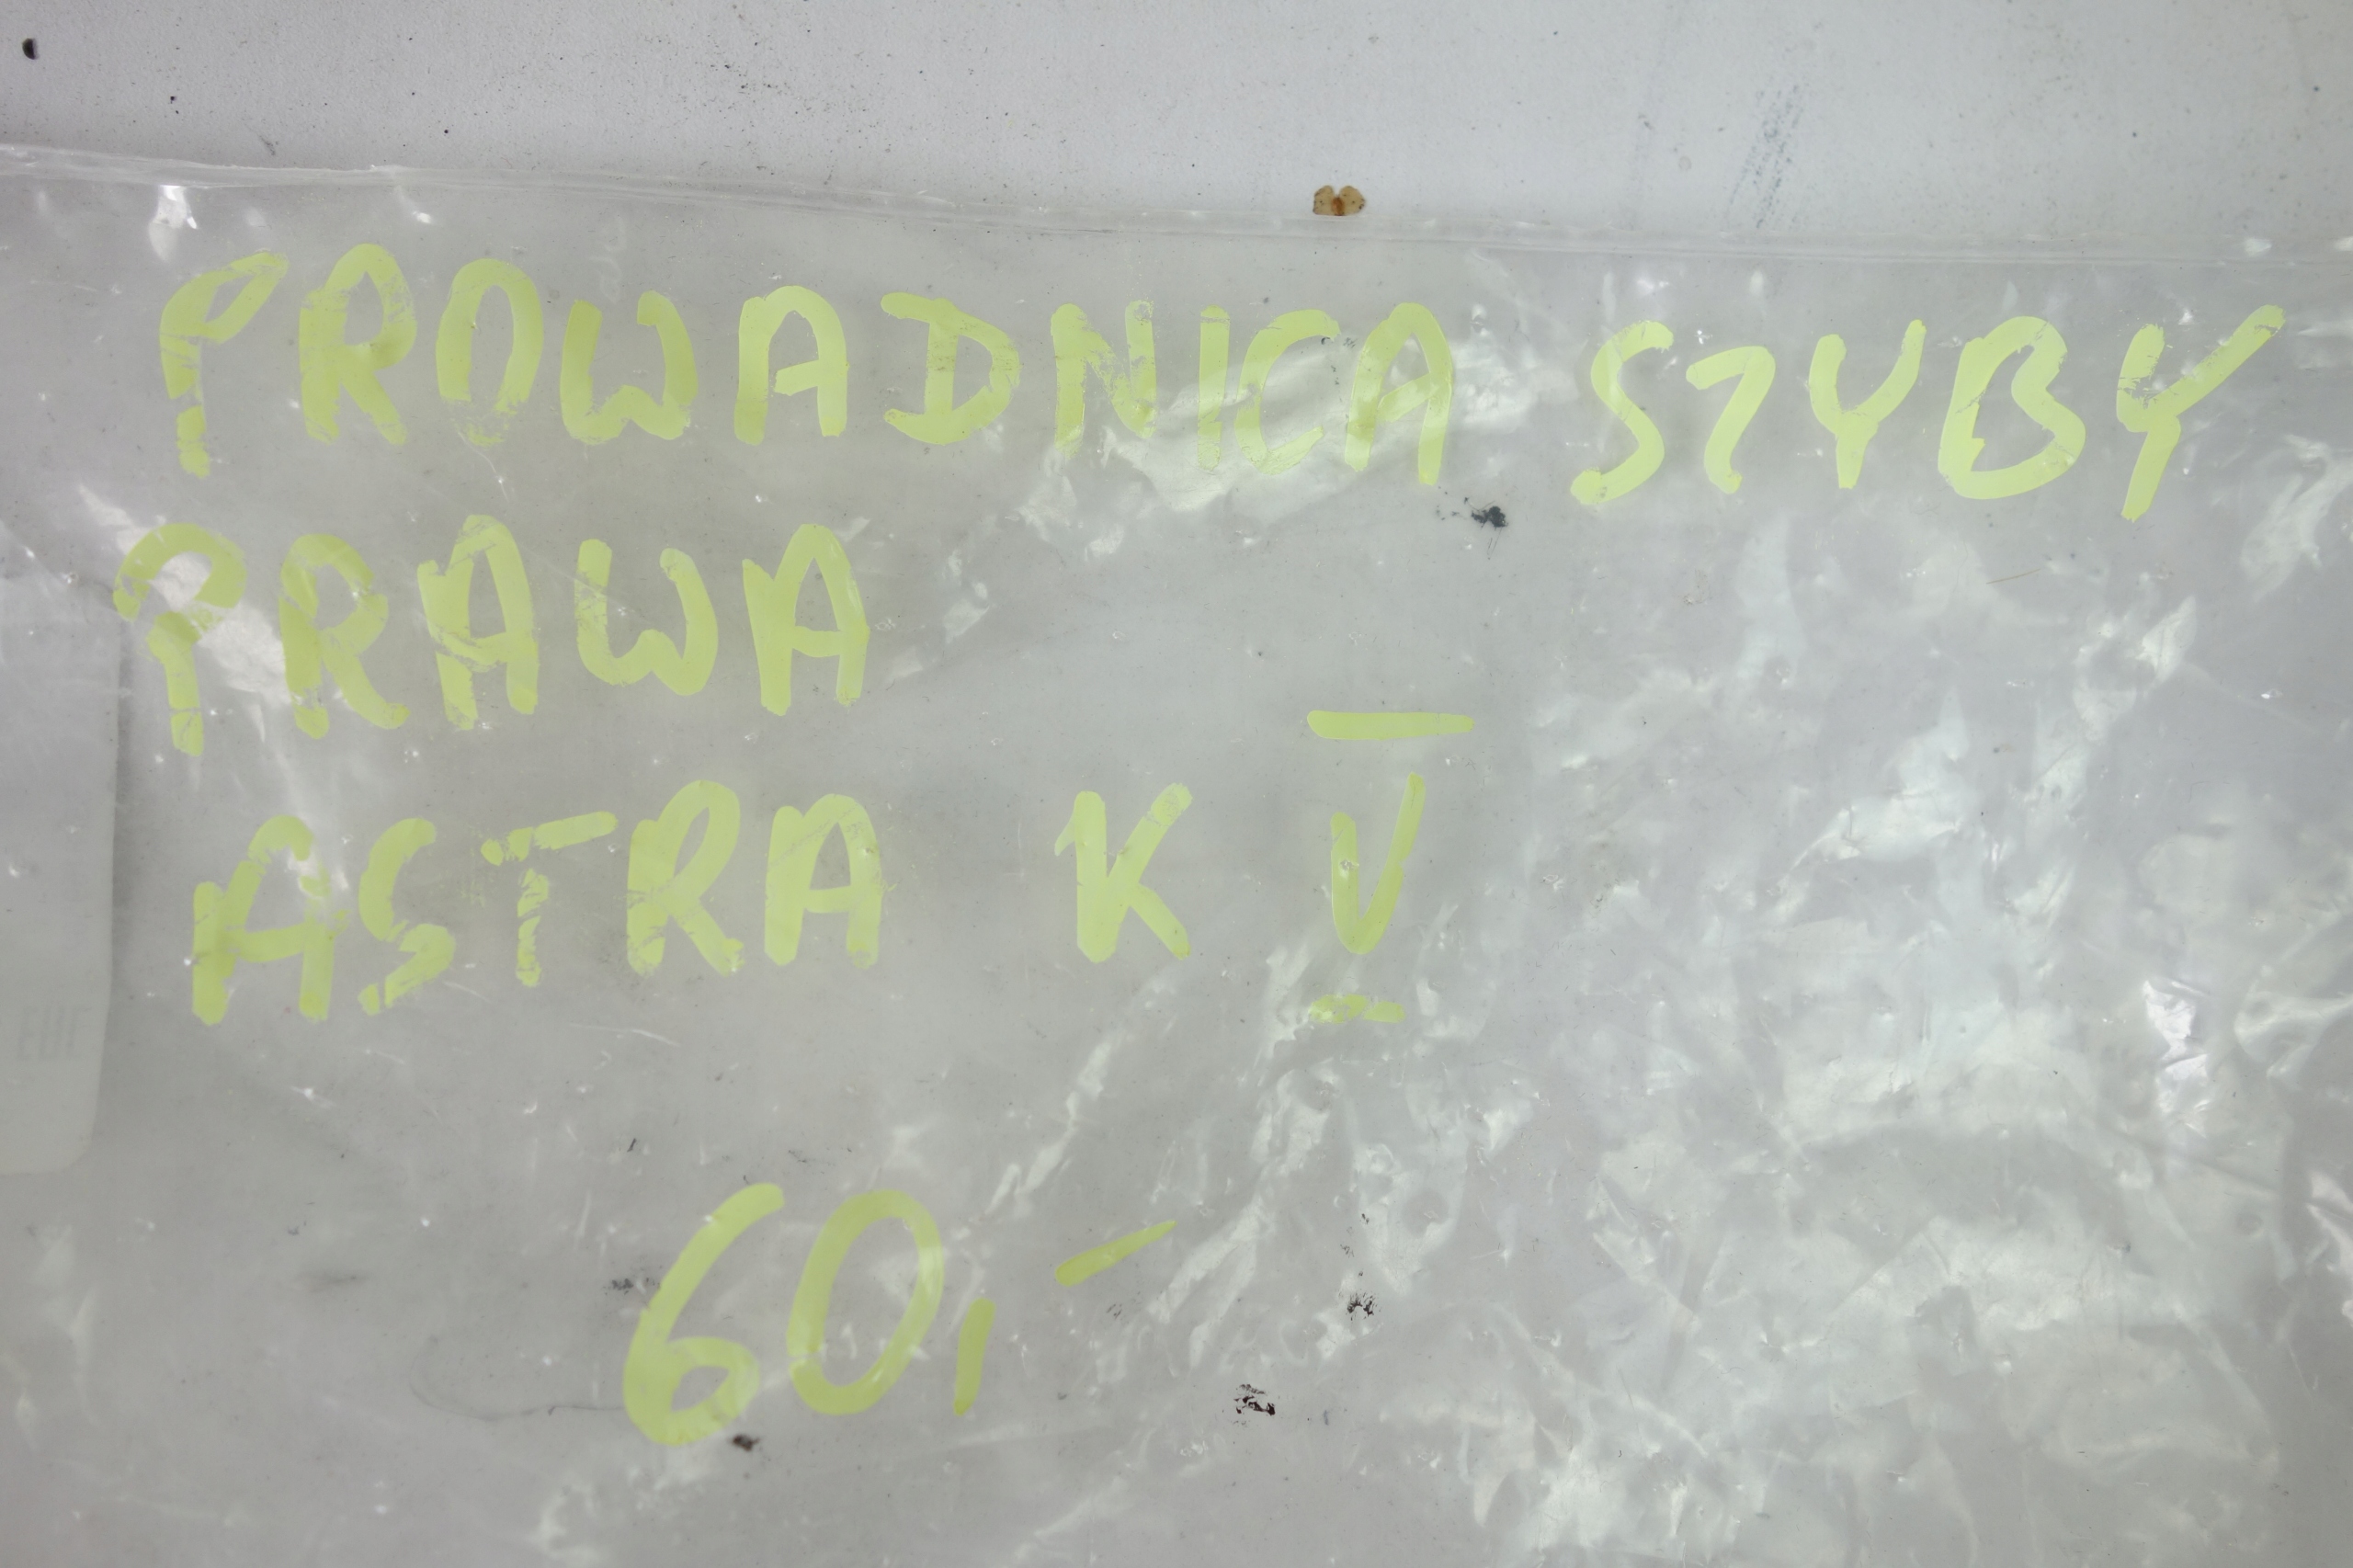 PROWADNICA SZYBY
PRAWA
ASTRA K V
60,-